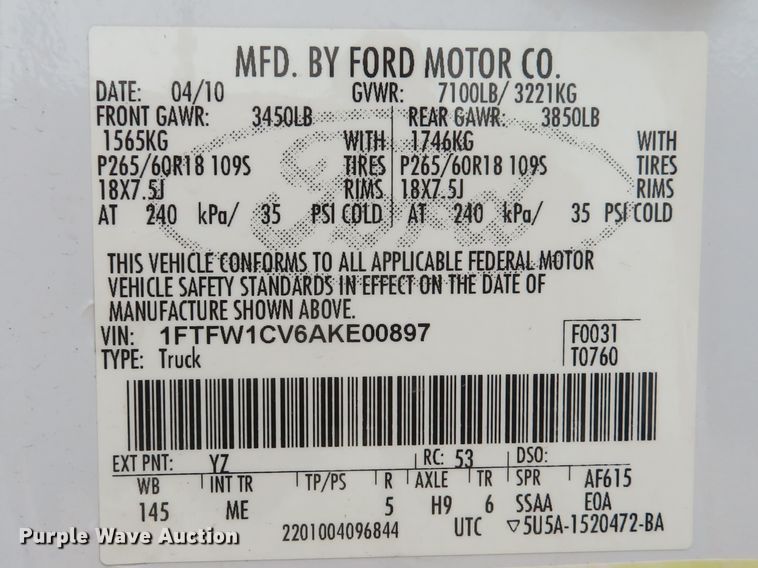 MFD. BY FORD MOTOR CO.
DATE: 04/10 GVWR: 7100LB/ 3221KG
FRONT GAWR: 3450LB REAR GAWR: 3850LB
1565KG WITH 1746KG WITH
P265/60R18 109S TIRES P265/60R18 109S TIRES
18X7.5J RIMS 18X7.5J RIMS
AT 240 kPa/ 35 PSI COLD AT 240 kPa/ 35 PSI COLD
Ford
THIS VEHICLE CONFORMS TO ALL APPLICABLE FEDERAL MOTOR
VEHICLE SAFETY STANDARDS IN EFFECT ON THE DATE OF
MANUFACTURE SHOWN ABOVE.
VIN: 1FTFW1CV6AKE00897 F0031
TYPE: Truck T0760
EXT PNT: YZ RC: 53 DSO:
WB INT TR TP/PS R AXLE TR SPR AF615
145 ME 5 H9 6 SSAA E0A
2201004096844 UTC ▽5U5A-1520472-BA
Purple Wave Auction